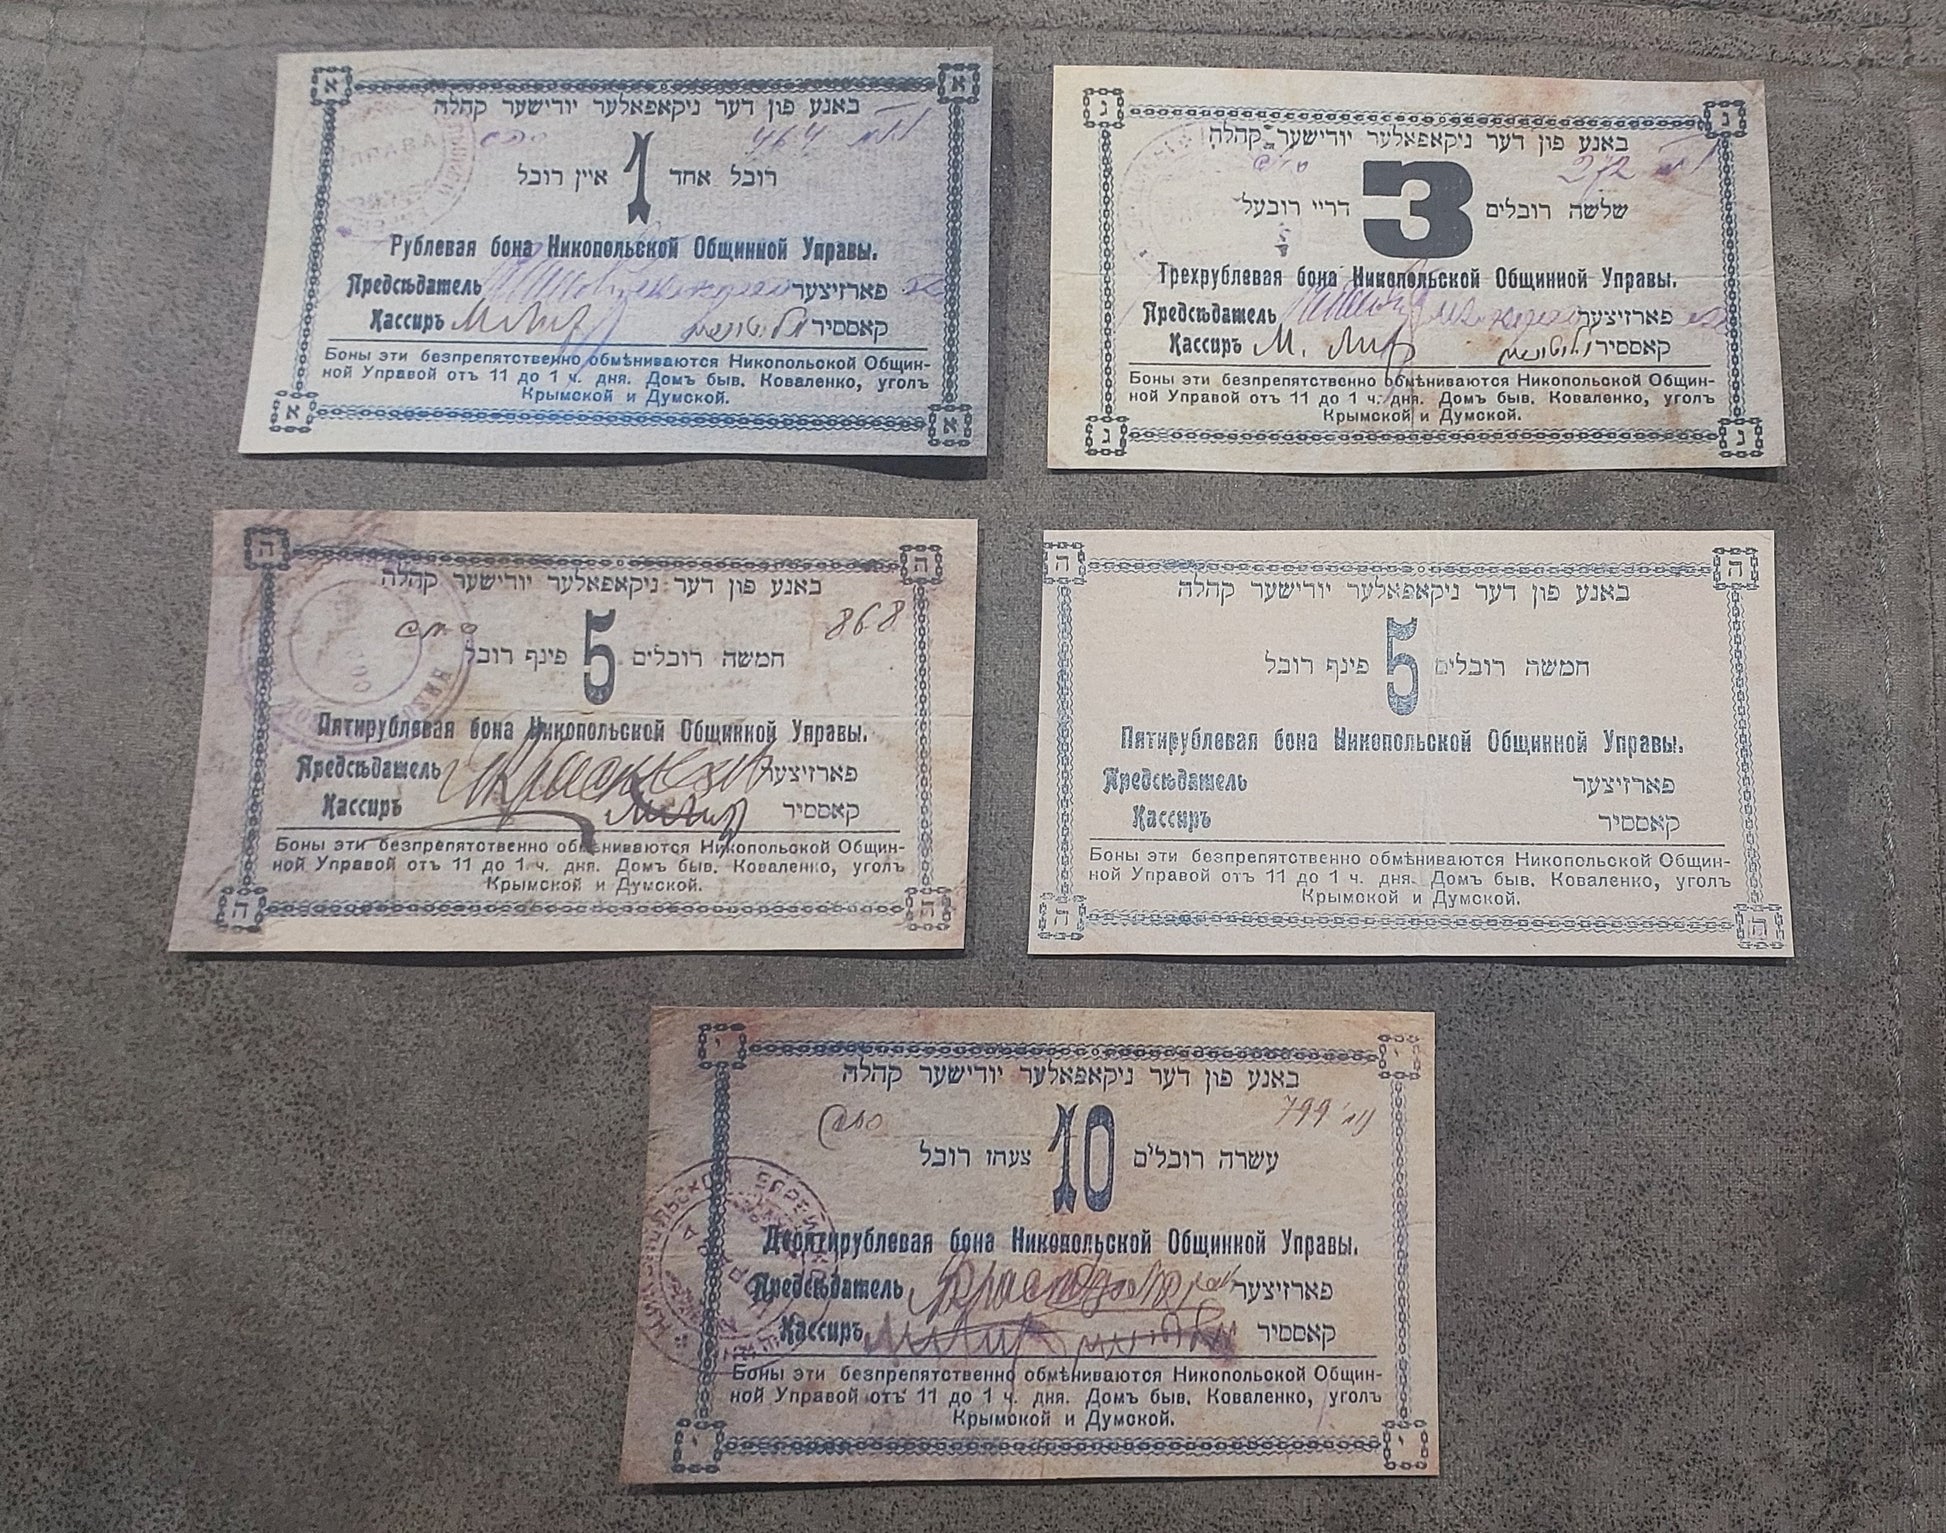 א א
באנע פון דער ניקאפאלער יודישער קהלה
464
רובל אחד 1 איין רובל
Рублевая бона Никопольской Общинной Управы.
Предсѣдатель פארזיצער
Кассиръ М. Лир קאססיר
Боны эти безпрепятственно обмѣниваются Никопольской Общин-
ной Управой отъ 11 до 1 ч. дня. Домъ быв. Коваленко, уголъ
Крымской и Думской.
א א
ג ג
באנע פון דער ניקאפאלער יודישער קהלה
272
שלשה רובלים 3 דריי רובעל
Трехрублевая бона Никопольской Общинной Управы.
Предсѣдатель פארזיצער
Кассиръ М. Лир קאססיר
Боны эти безпрепятственно обмѣниваются Никопольской Общин-
ной Управой отъ 11 до 1 ч. дня. Домъ быв. Коваленко, уголъ
Крымской и Думской.
ג ג
ה ה
באנע פון דער ניקאפאלער יודישער קהלה
868
חמשה רובלים 5 פינף רובל
Пятирублевая бона Никопольской Общинной Управы.
Предсѣдатель פארזיצער
Кассиръ М. Лир קאססיר
Боны эти безпрепятственно обмѣниваются Никопольской Общин-
ной Управой отъ 11 до 1 ч. дня. Домъ быв. Коваленко, уголъ
Крымской и Думской.
ה ה
ה ה
באנע פון דער ניקאפאלער יודישער קהלה
חמשה רובלים 5 פינף רובל
Пятирублевая бона Никопольской Общинной Управы.
Предсѣдатель פארזיצער
Кассиръ קאססיר
Боны эти безпрепятственно обмѣниваются Никопольской Общин-
ной Управой отъ 11 до 1 ч. дня. Домъ быв. Коваленко, уголъ
Крымской и Думской.
ה ה
י י
באנע פון דער ניקאפאלער יודישער קהלה
799
עשרה רובלים 10 צעהן רובל
Десятирублевая бона Никопольской Общинной Управы.
Предсѣдатель פארזיצער
Кассиръ М. Лир קאססיר
Боны эти безпрепятственно обмѣниваются Никопольской Общин-
ной Управой отъ 11 до 1 ч. дня. Домъ быв. Коваленко, уголъ
Крымской и Думской.
י י